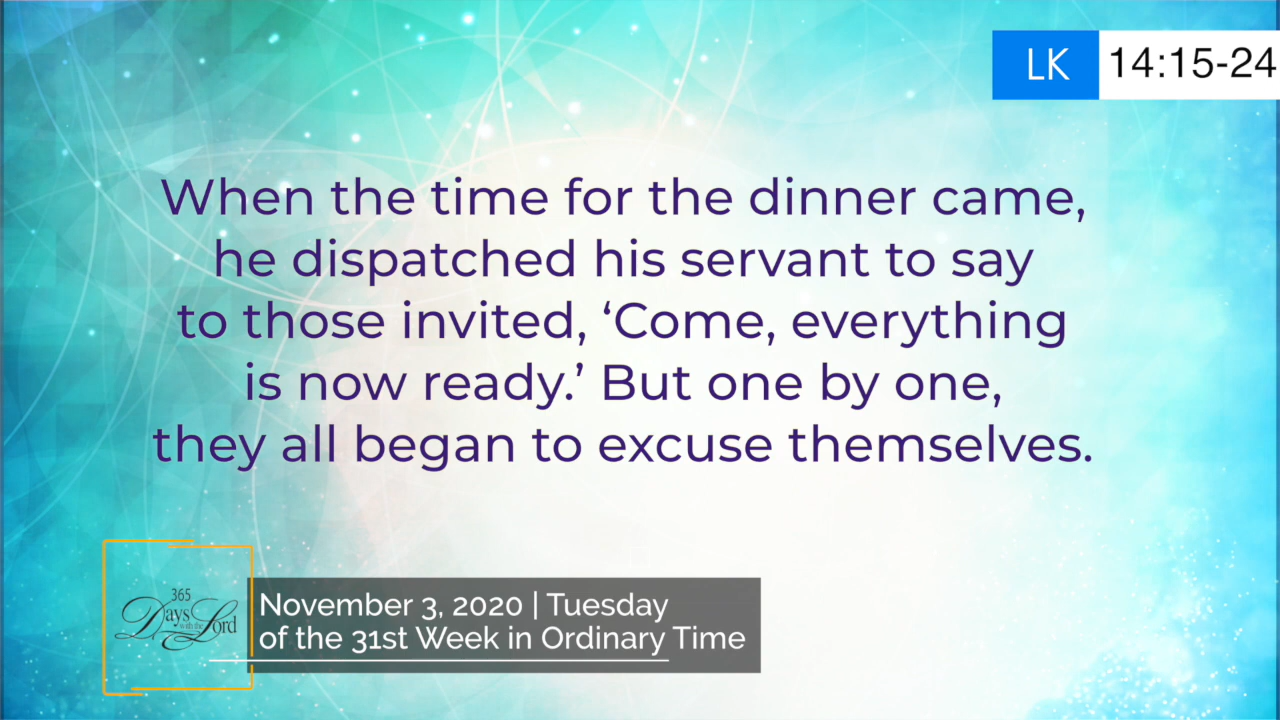 LK 14:15-24
When the time for the dinner came,
he dispatched his servant to say
to those invited, ‘Come, everything
is now ready.’ But one by one,
they all began to excuse themselves.
365
Days with the Lord
November 3, 2020 | Tuesday
of the 31st Week in Ordinary Time